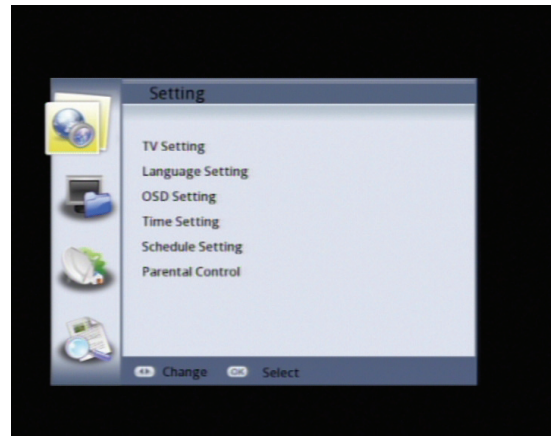 Setting
TV Setting
Language Setting
OSD Setting
Time Setting
Schedule Setting
Parental Control
Change OK Select